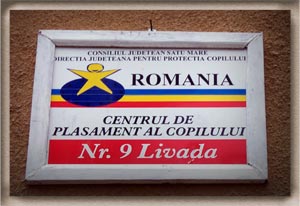 CONSILIUL JUDETEAN SATU MARE
DIRECTIA JUDETEANA PENTRU PROTECTIA COPILULUI
ROMANIA
CENTRUL DE
PLASAMENT AL COPILULUI
Nr. 9 Livada